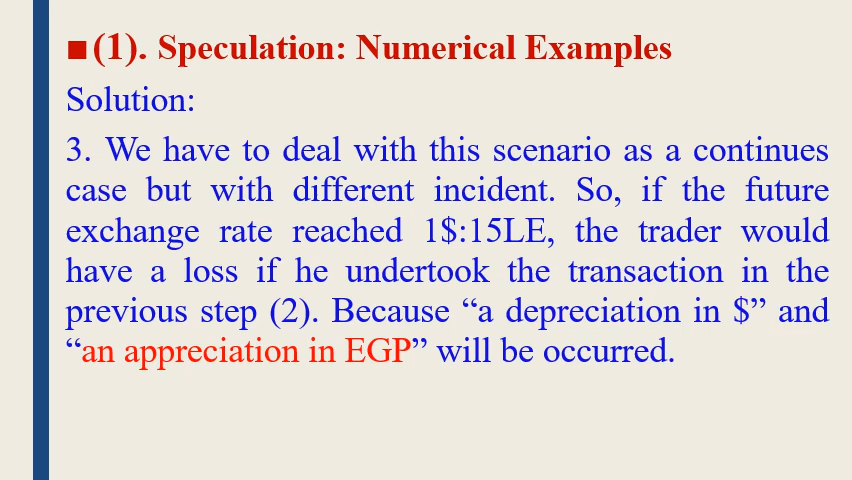 ■(1). Speculation: Numerical Examples
Solution:
3. We have to deal with this scenario as a continues
case but with different incident. So, if the future
exchange rate reached 1$:15LE, the trader would
have a loss if he undertook the transaction in the
previous step (2). Because “a depreciation in $” and
“an appreciation in EGP” will be occurred.